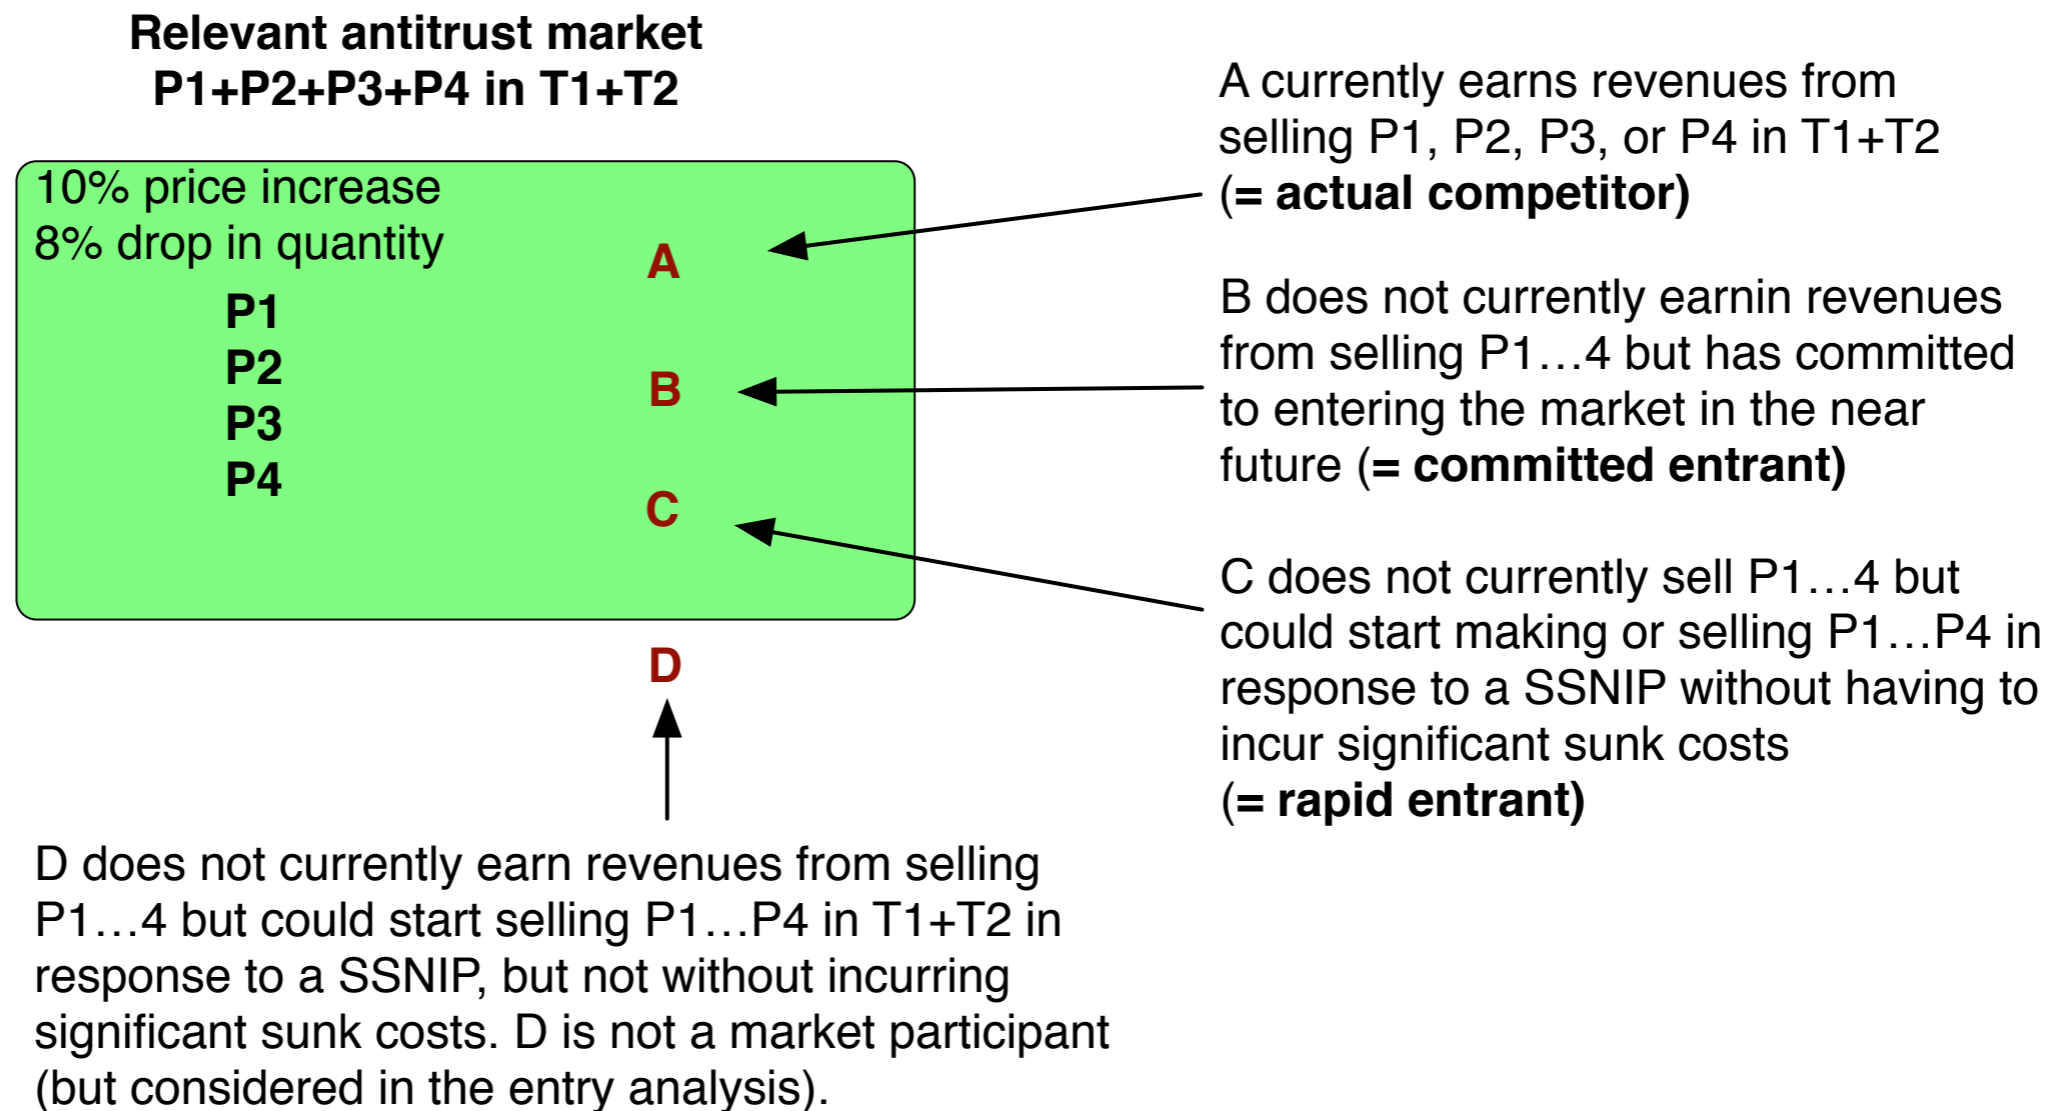 Relevant antitrust market
P1+P2+P3+P4 in T1+T2
10% price increase
8% drop in quantity
P1
P2
P3
P4
A
B
C
D
A currently earns revenues from
selling P1, P2, P3, or P4 in T1+T2
(= actual competitor)
B does not currently earnin revenues
from selling P1…4 but has committed
to entering the market in the near
future (= committed entrant)
C does not currently sell P1…4 but
could start making or selling P1…P4 in
response to a SSNIP without having to
incur significant sunk costs
(= rapid entrant)
D does not currently earn revenues from selling
P1…4 but could start selling P1…P4 in T1+T2 in
response to a SSNIP, but not without incurring
significant sunk costs. D is not a market participant
(but considered in the entry analysis).